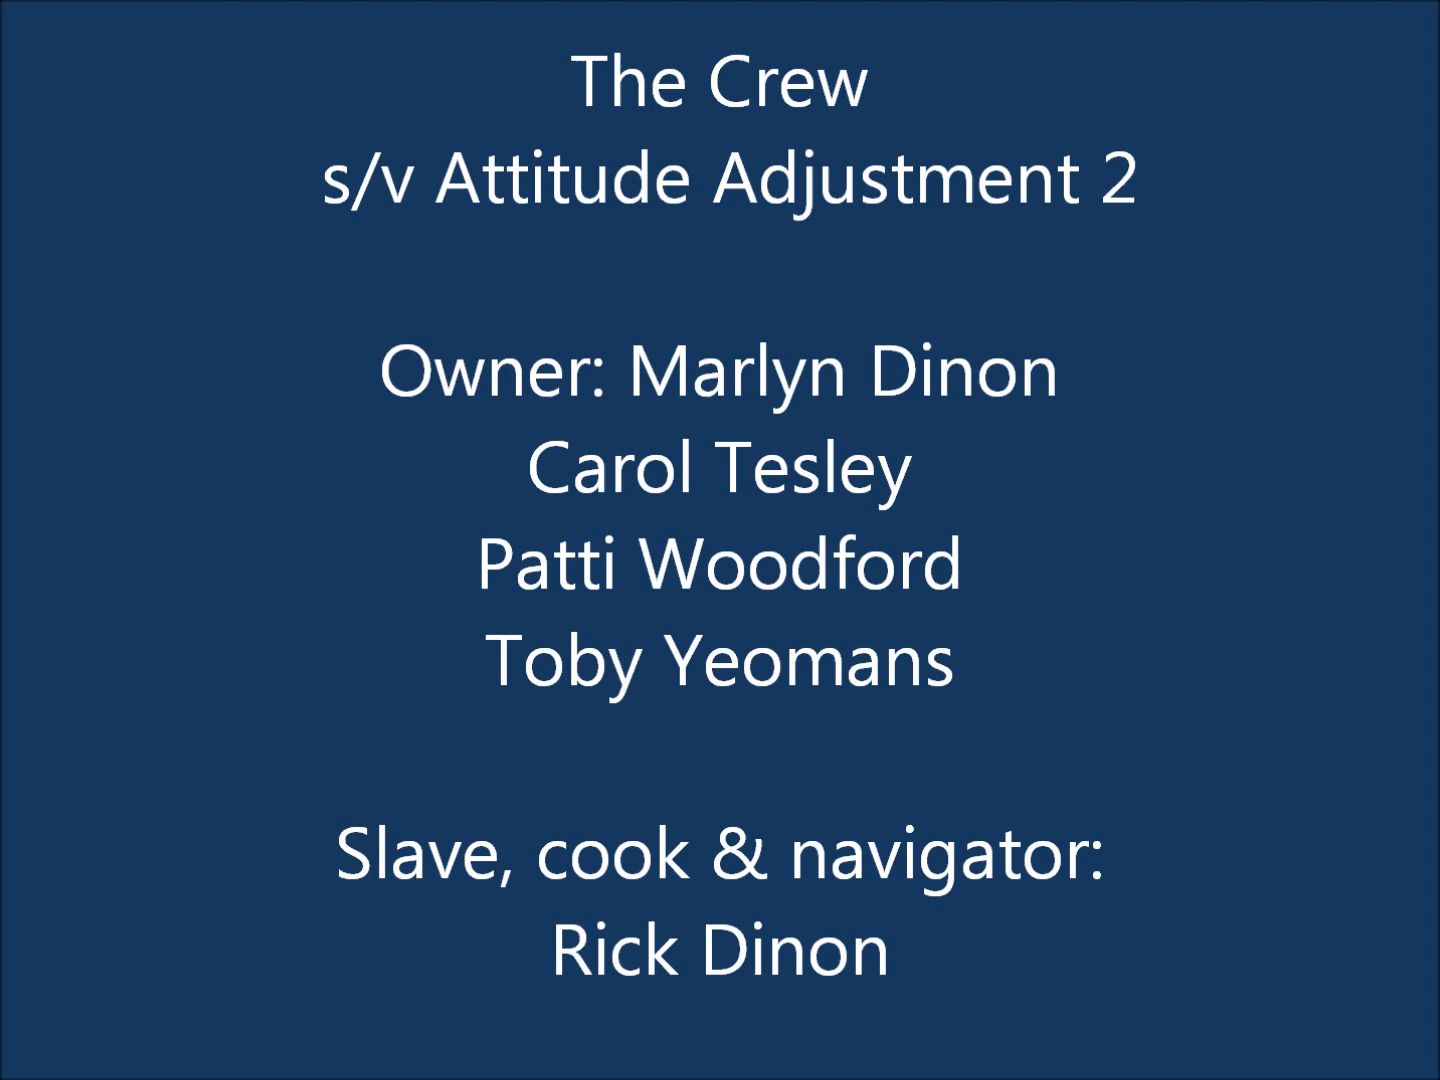 The Crew
s/v Attitude Adjustment 2
Owner: Marlyn Dinon
Carol Tesley
Patti Woodford
Toby Yeomans
Slave, cook & navigator:
Rick Dinon